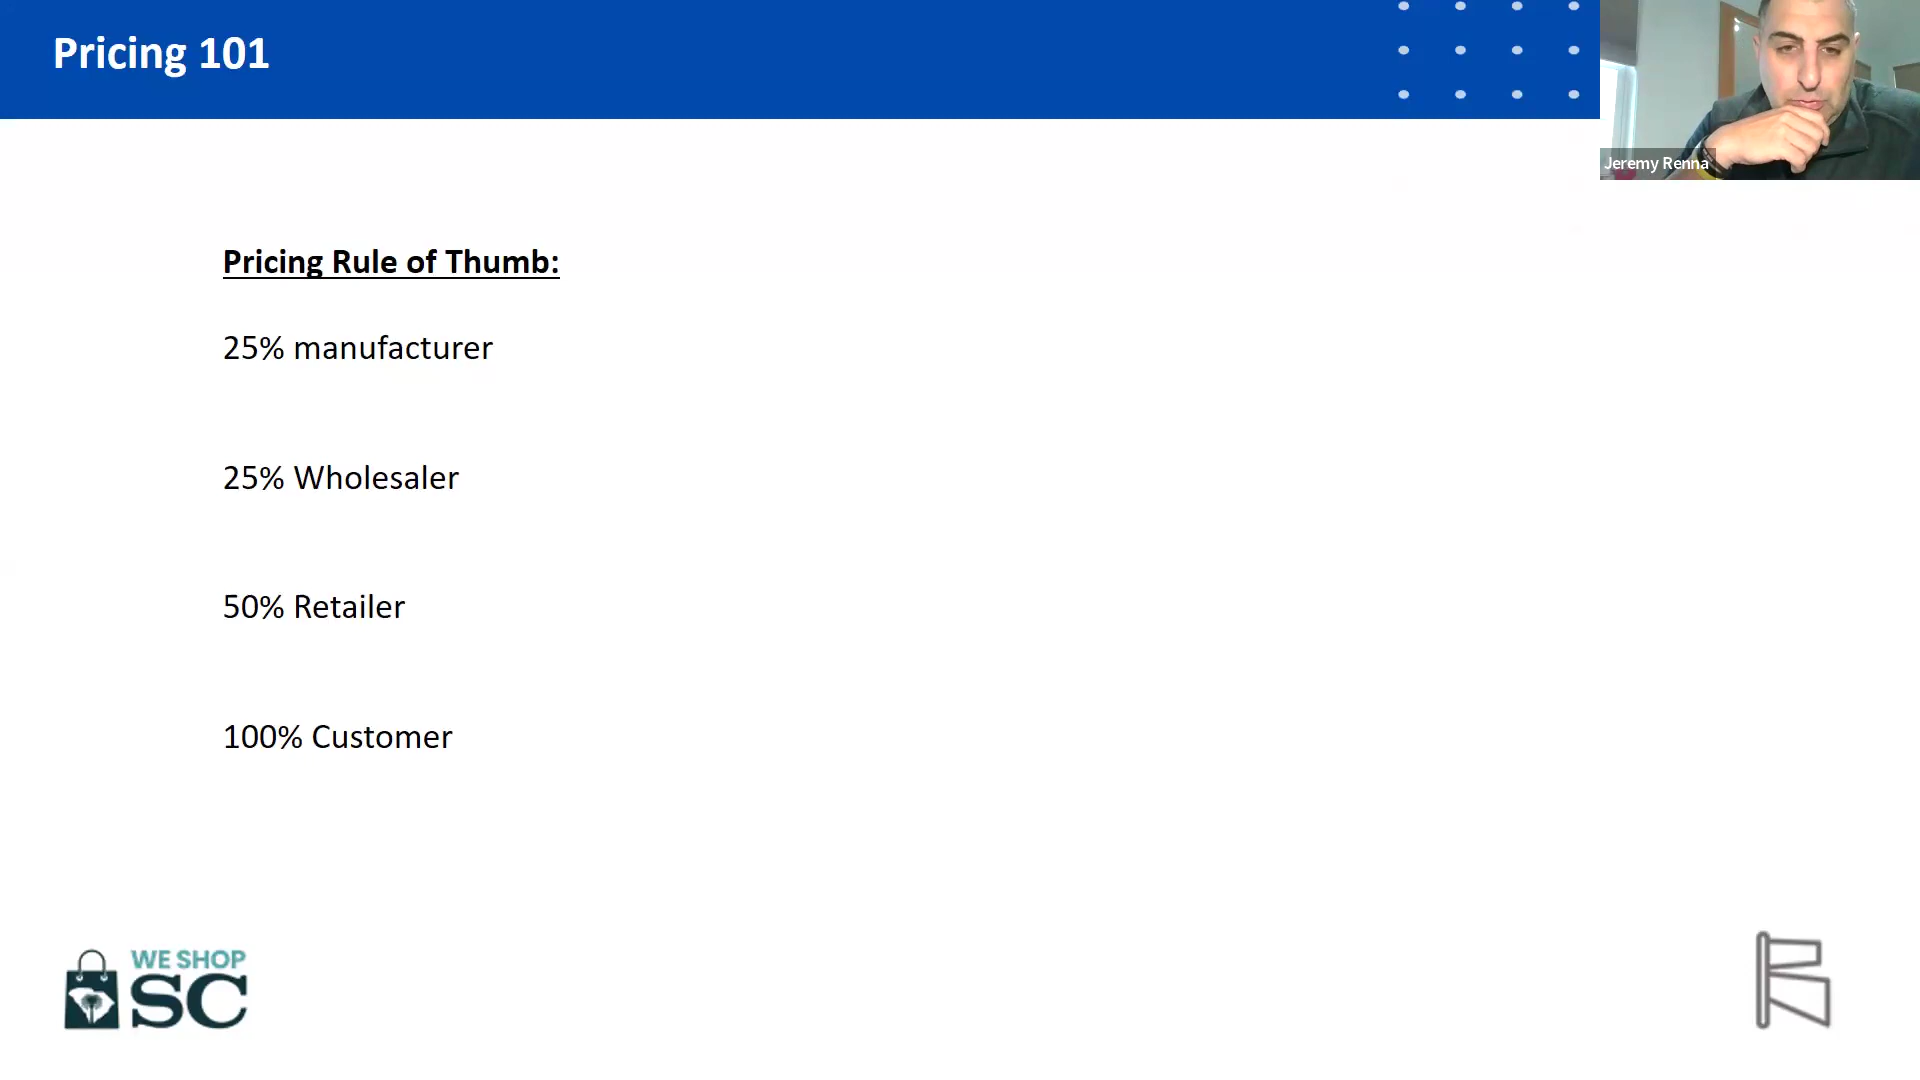 Pricing 101
Jeremy Renna
Pricing Rule of Thumb:
25% manufacturer
25% Wholesaler
50% Retailer
100% Customer
WE SHOP
SC